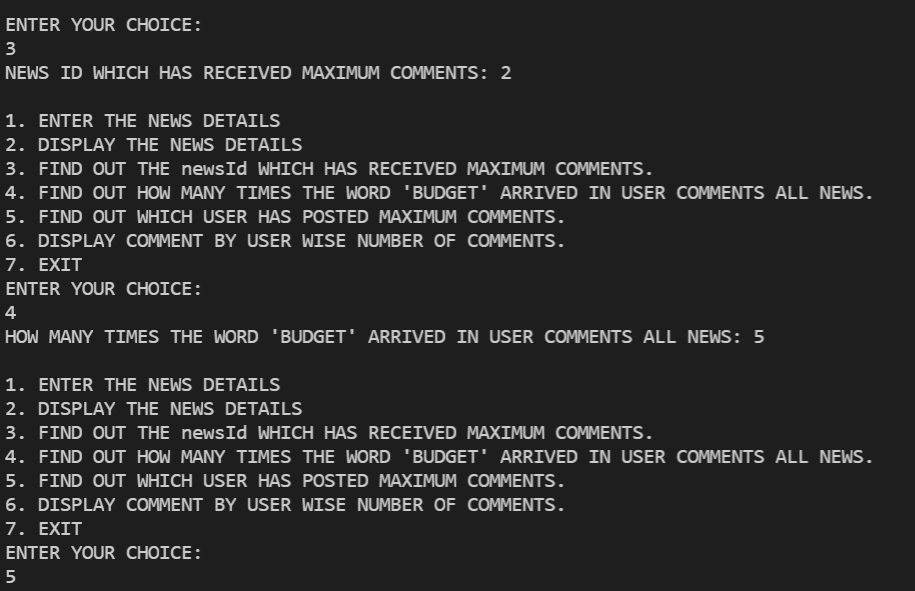 ENTER YOUR CHOICE:
3
NEWS ID WHICH HAS RECEIVED MAXIMUM COMMENTS: 2
1. ENTER THE NEWS DETAILS
2. DISPLAY THE NEWS DETAILS
3. FIND OUT THE newsId WHICH HAS RECEIVED MAXIMUM COMMENTS.
4. FIND OUT HOW MANY TIMES THE WORD 'BUDGET' ARRIVED IN USER COMMENTS ALL NEWS.
5. FIND OUT WHICH USER HAS POSTED MAXIMUM COMMENTS.
6. DISPLAY COMMENT BY USER WISE NUMBER OF COMMENTS.
7. EXIT
ENTER YOUR CHOICE:
4
HOW MANY TIMES THE WORD 'BUDGET' ARRIVED IN USER COMMENTS ALL NEWS: 5
1. ENTER THE NEWS DETAILS
2. DISPLAY THE NEWS DETAILS
3. FIND OUT THE newsId WHICH HAS RECEIVED MAXIMUM COMMENTS.
4. FIND OUT HOW MANY TIMES THE WORD 'BUDGET' ARRIVED IN USER COMMENTS ALL NEWS.
5. FIND OUT WHICH USER HAS POSTED MAXIMUM COMMENTS.
6. DISPLAY COMMENT BY USER WISE NUMBER OF COMMENTS.
7. EXIT
ENTER YOUR CHOICE:
5